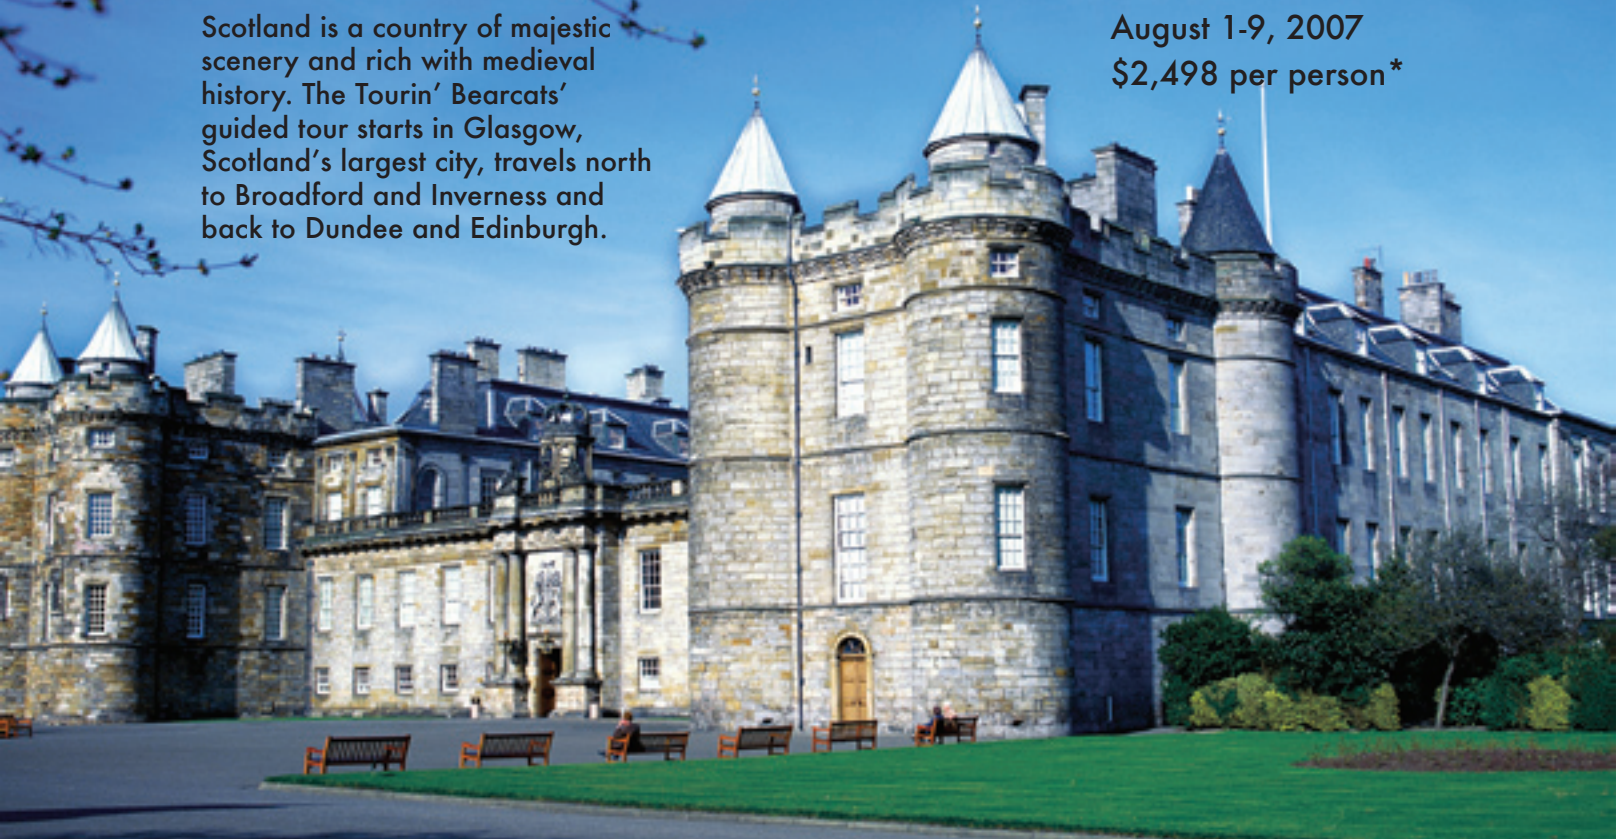 Scotland is a country of majestic
scenery and rich with medieval
history. The Tourin’ Bearcats’
guided tour starts in Glasgow,
Scotland’s largest city, travels north
to Broadford and Inverness and
back to Dundee and Edinburgh.
August 1-9, 2007
$2,498 per person*